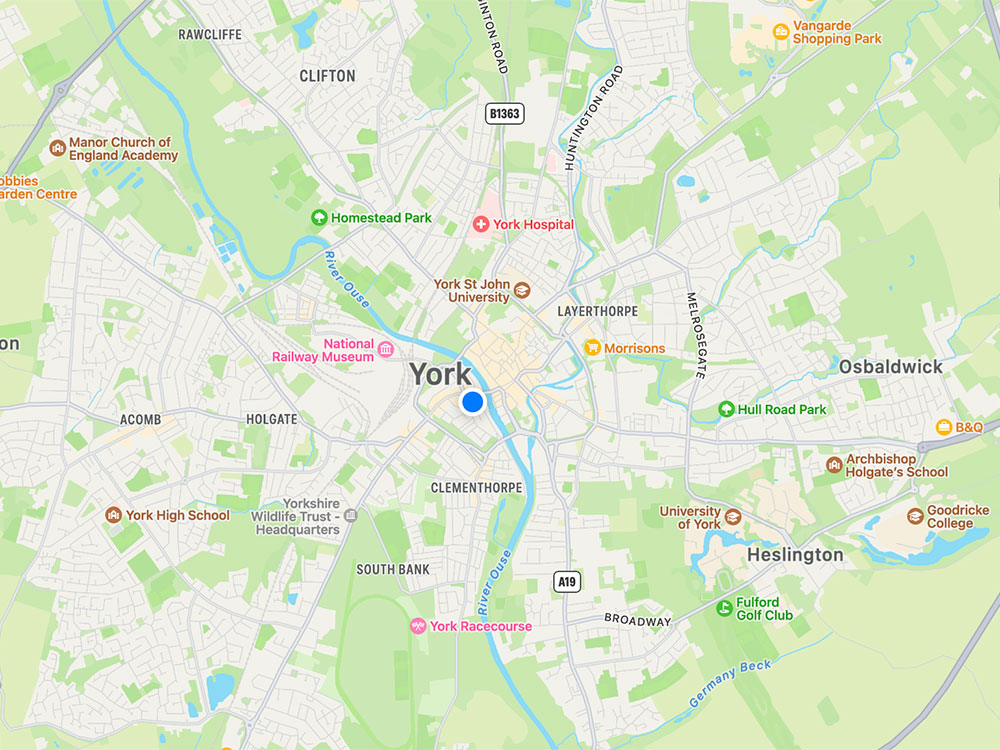 RAWCLIFFE
CLIFTON
Vangarde
Shopping Park
B1363
HUNTINGTON ROAD
Manor Church of
England Academy
Homestead Park
York Hospital
River Ouse
York St John
University
LAYERTHORPE
MELROSEGATE
National
Railway Museum
Morrisons
York
Osbaldwick
ACOMB
HOLGATE
Hull Road Park
B&Q
Archbishop
Holgate's School
CLEMENTHORPE
Yorkshire
Wildlife Trust -
Headquarters
York High School
University
of York
Goodricke
College
Heslington
SOUTH BANK
A19
River Ouse
Fulford
Golf Club
York Racecourse
BROADWAY
Germany Beck